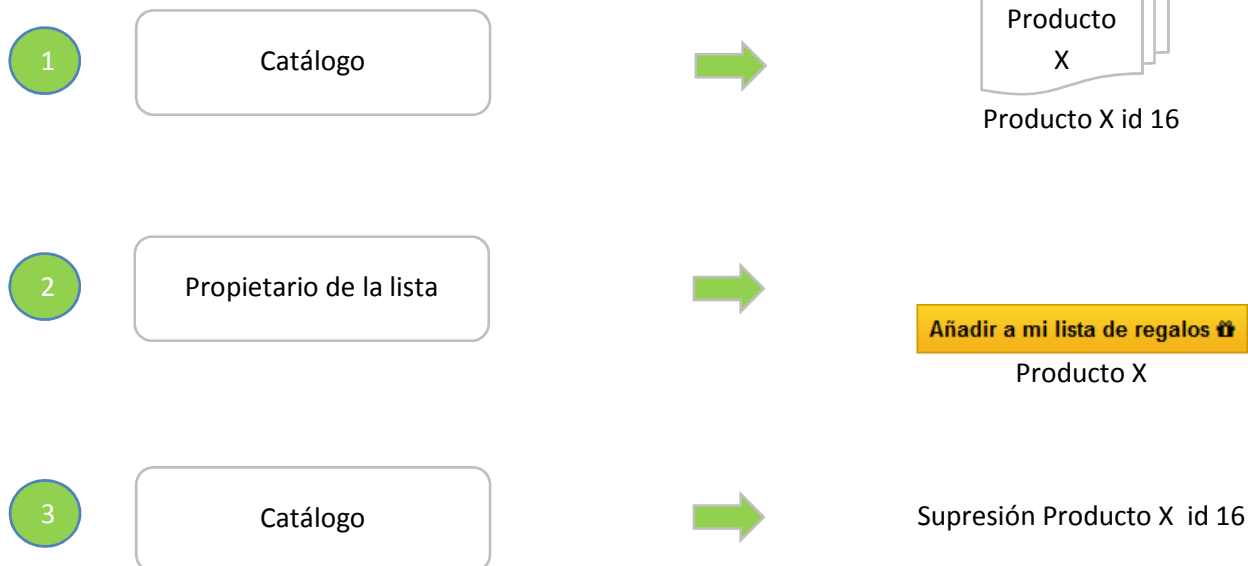 Producto
X
1
Catálogo
Producto X id 16
2
Propietario de la lista
Añadir a mi lista de regalos
Producto X
3
Catálogo
Supresión Producto X id 16